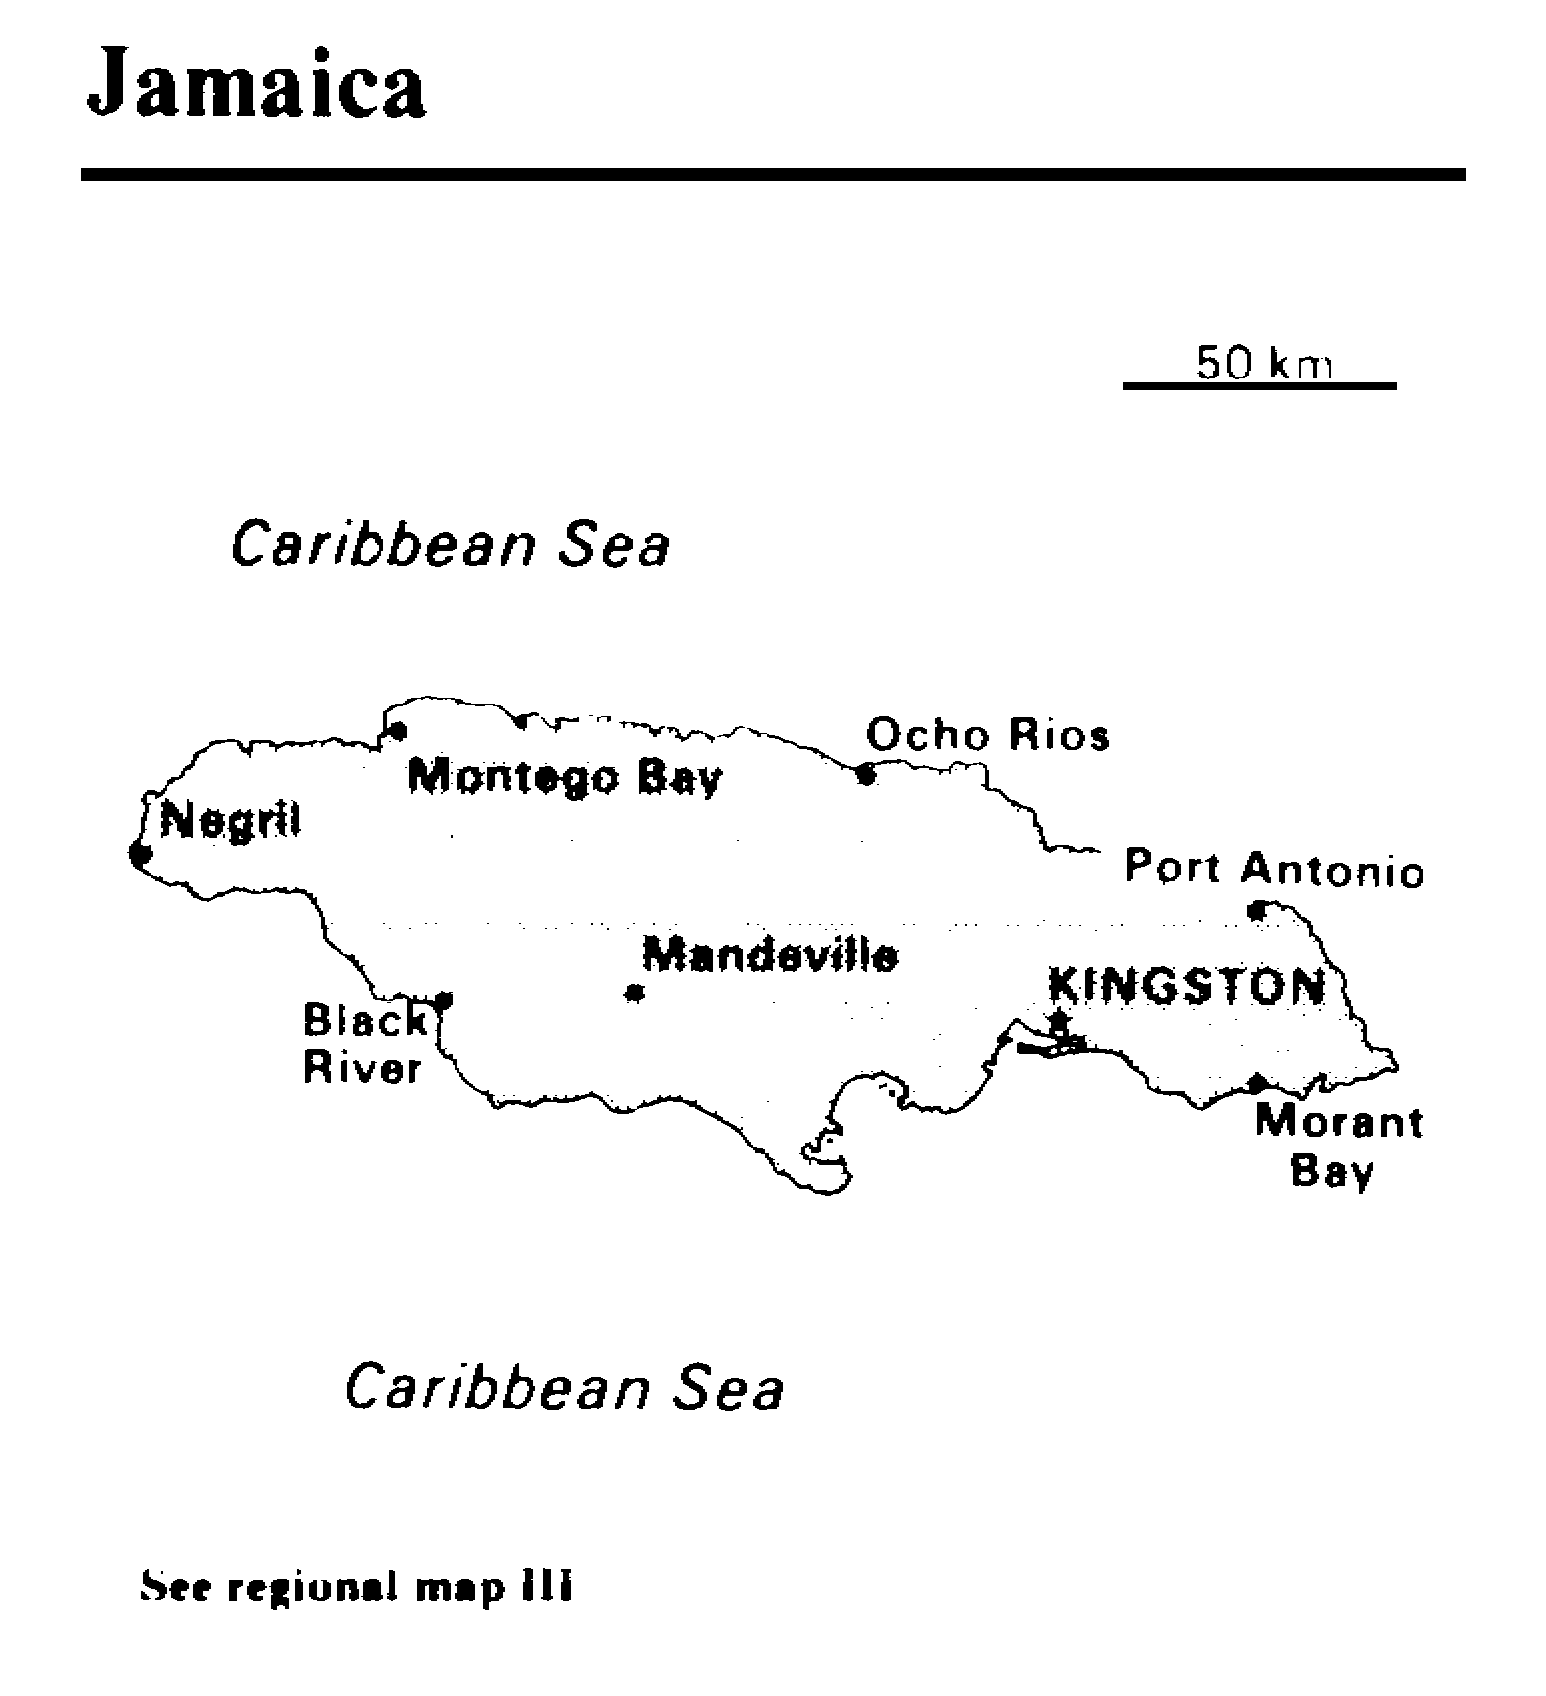 Jamaica
50 km
Caribbean Sea
Ocho Rios
Montego Bay
Negril
Port Antonio
Mandeville
KINGSTON
Black
River
Morant
Bay
Caribbean Sea
See regional map III